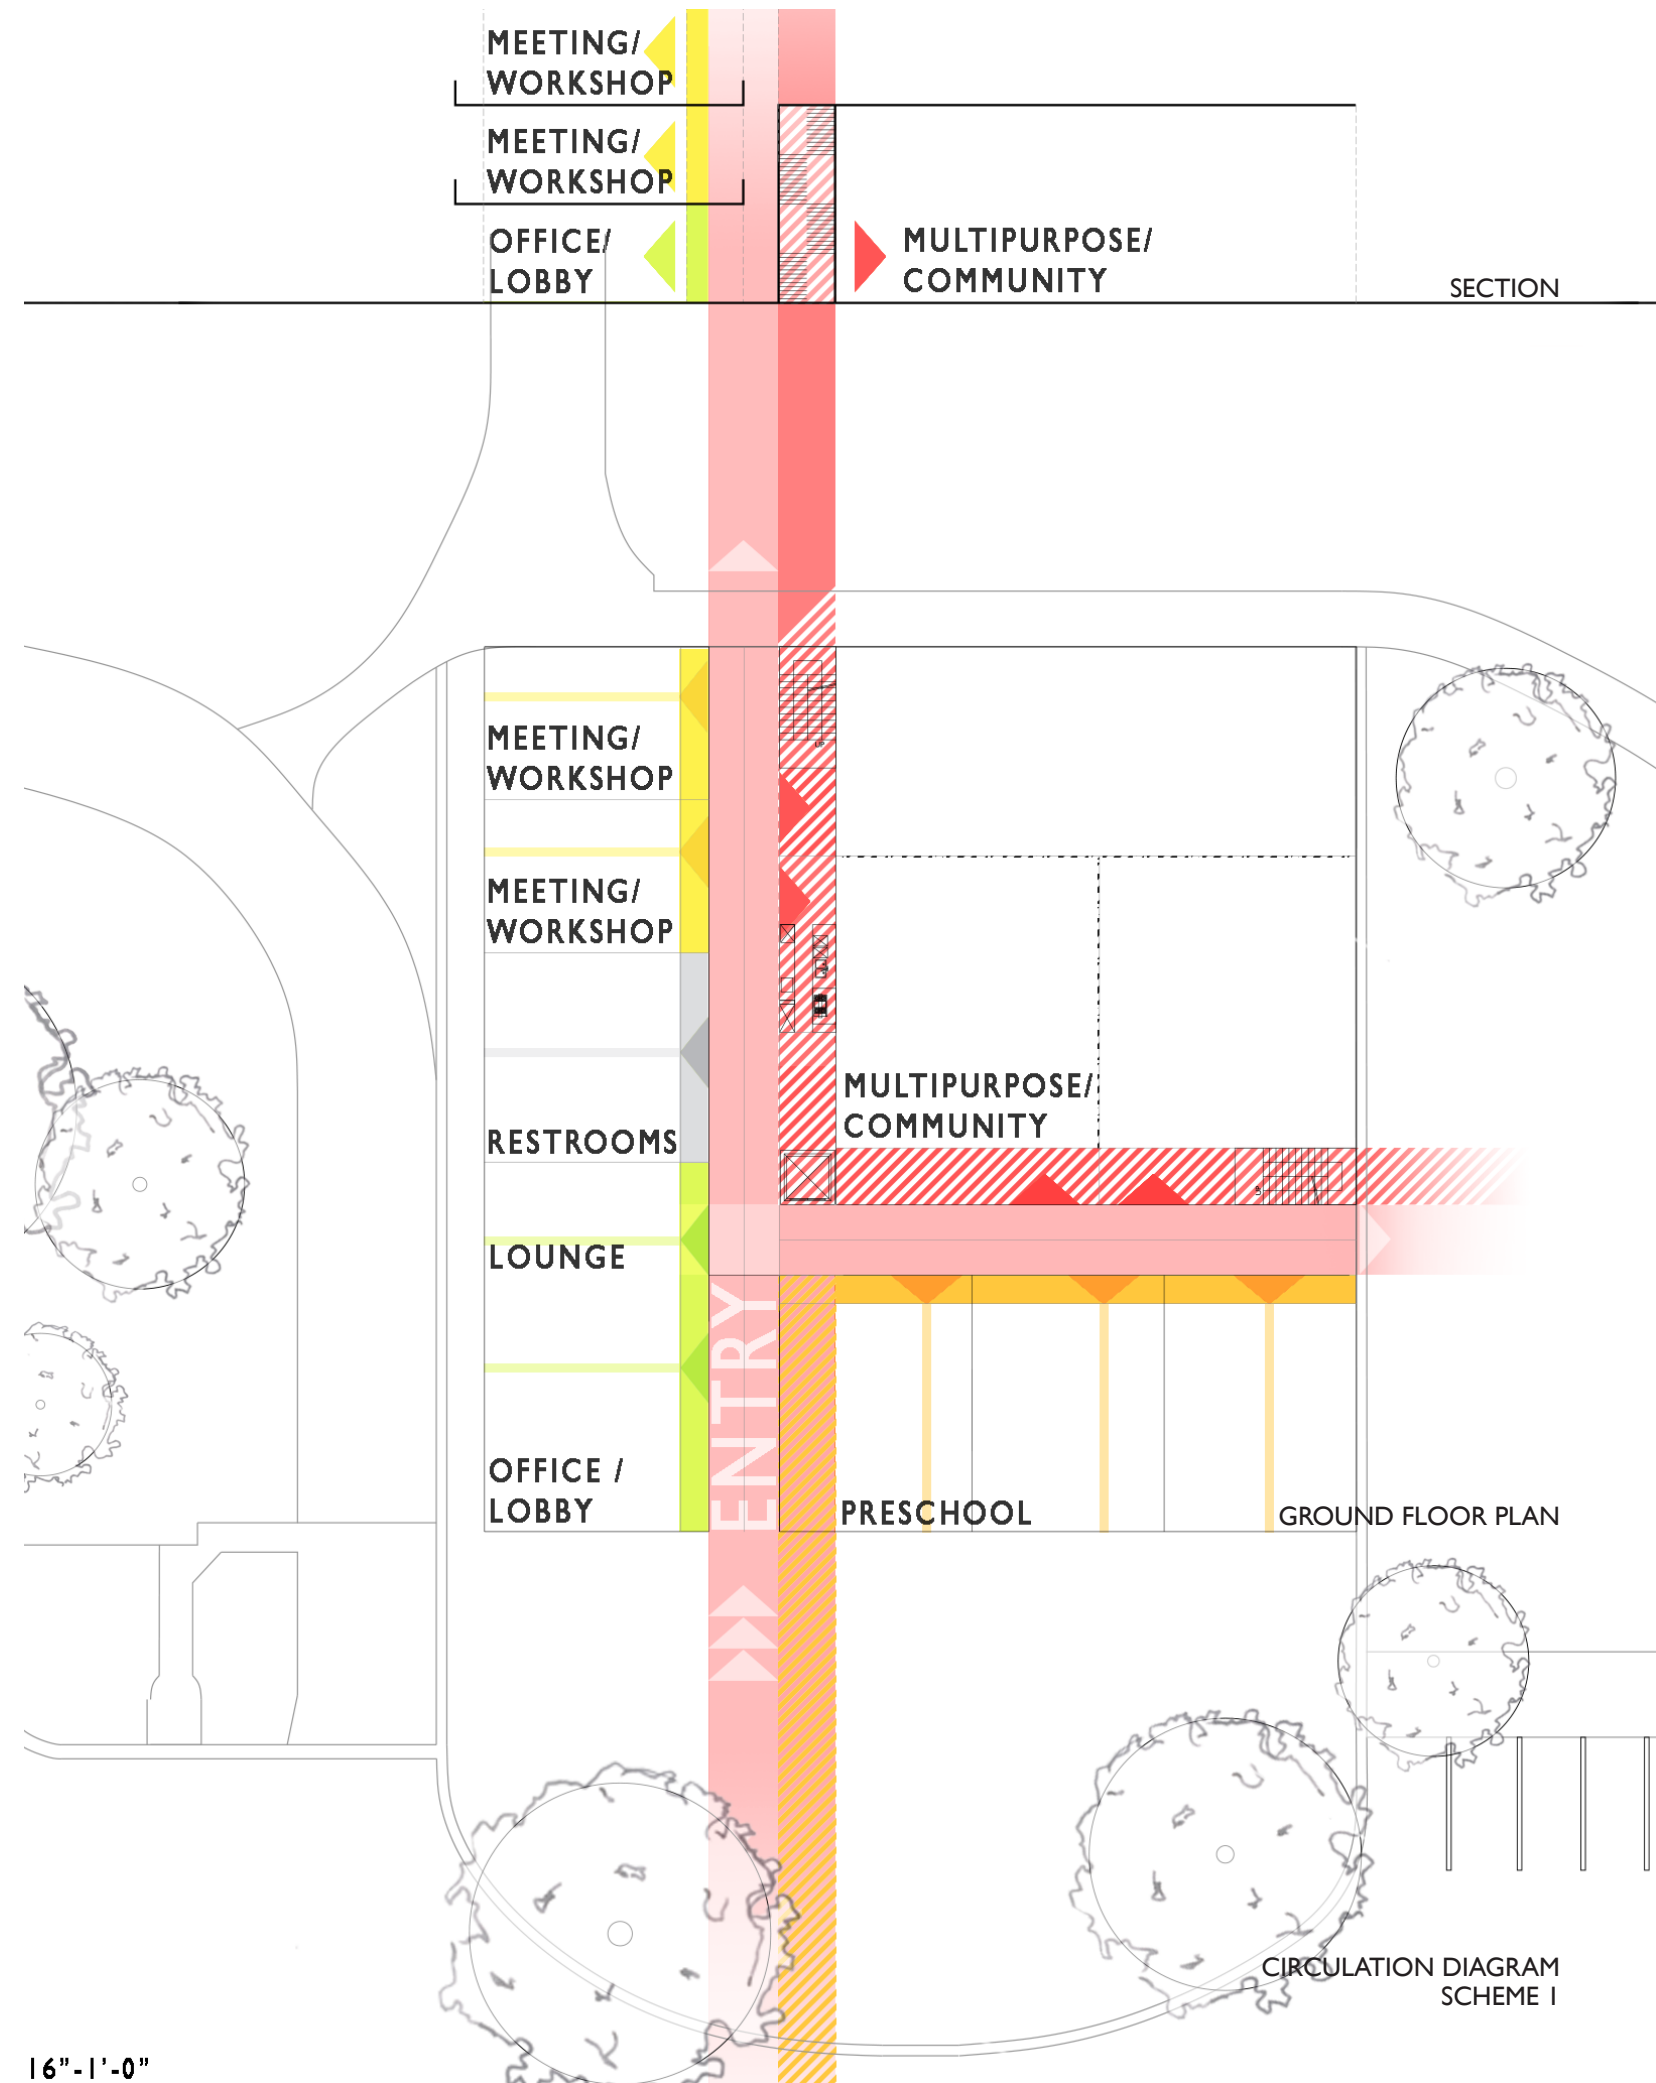 MEETING/
WORKSHOP
MEETING/
WORKSHOP
OFFICE/
LOBBY
MULTIPURPOSE/
COMMUNITY
SECTION
MEETING/
WORKSHOP
MEETING/
WORKSHOP
RESTROOMS
MULTIPURPOSE/
COMMUNITY
LOUNGE
ENTRY
OFFICE /
LOBBY
PRESCHOOL
GROUND FLOOR PLAN
CIRCULATION DIAGRAM
SCHEME 1
16”-1’-0”